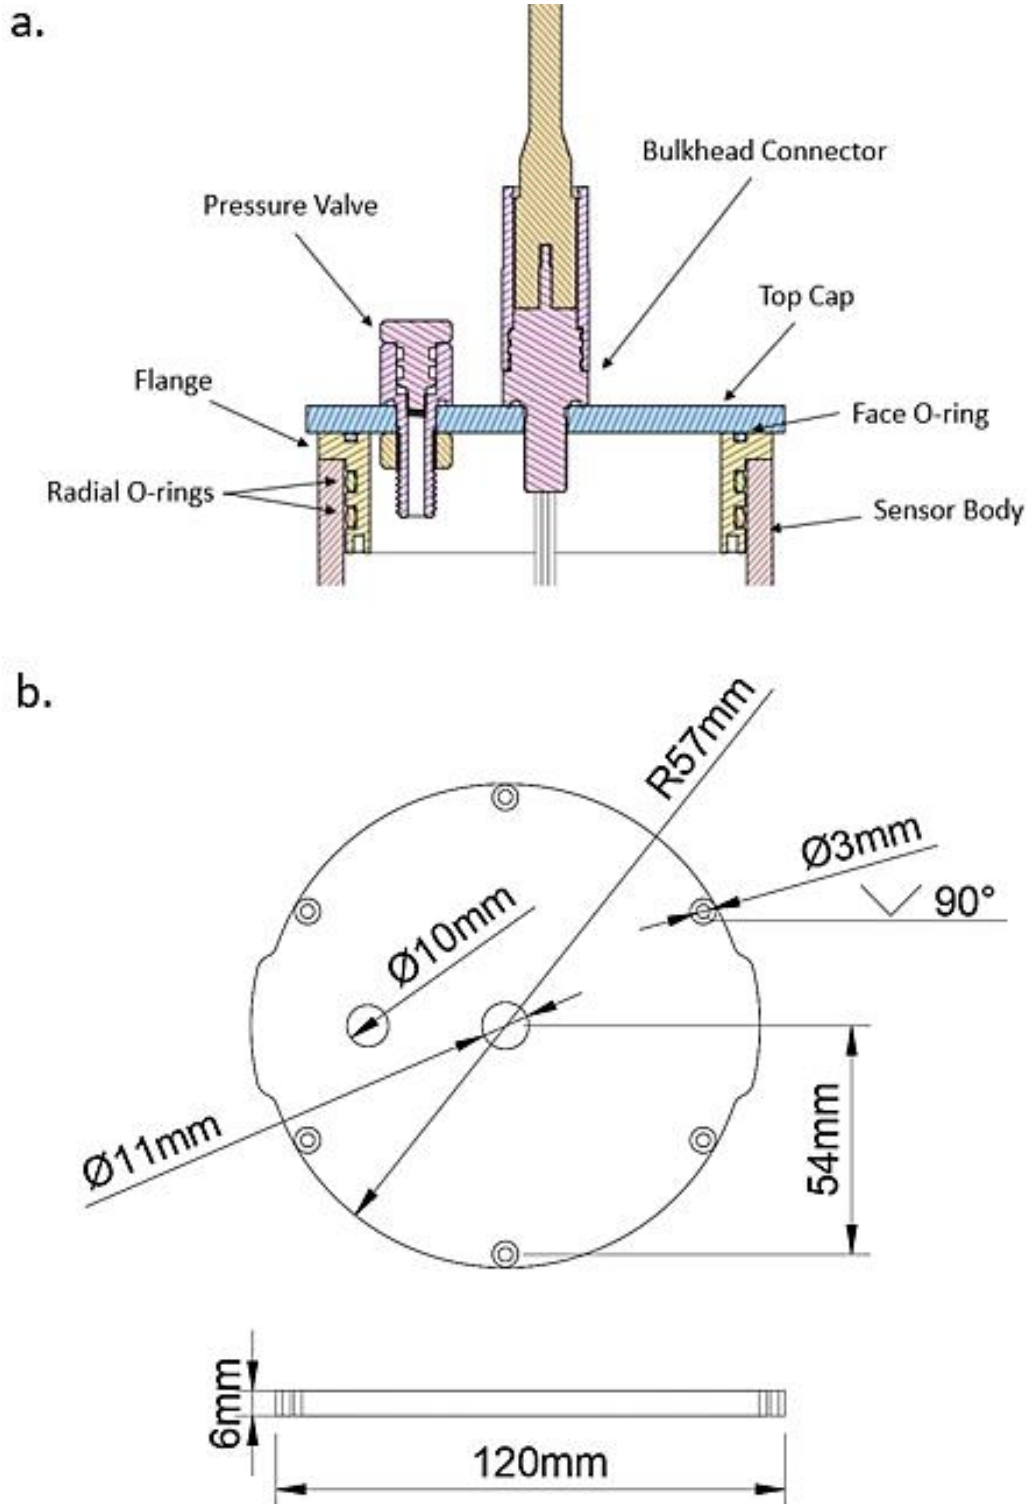 a.
Bulkhead Connector
Pressure Valve
Top Cap
Flange
Face O-ring
Radial O-rings
Sensor Body
b.
R57mm
Ø3mm
90°
Ø10mm
Ø11mm
54mm
6mm
120mm